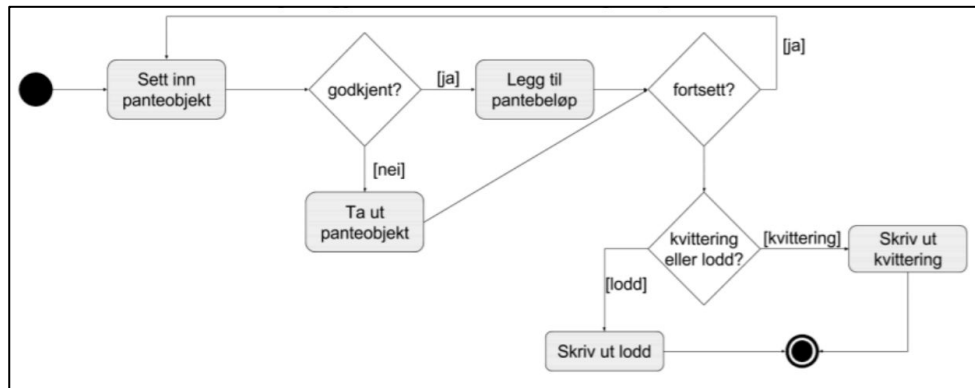 [ja]
Sett inn
panteobjekt
godkjent?
[ja]
Legg til
pantebeløp
fortsett?
[nei]
Ta ut
panteobjekt
kvittering
eller lodd?
[kvittering]
Skriv ut
kvittering
[lodd]
Skriv ut lodd